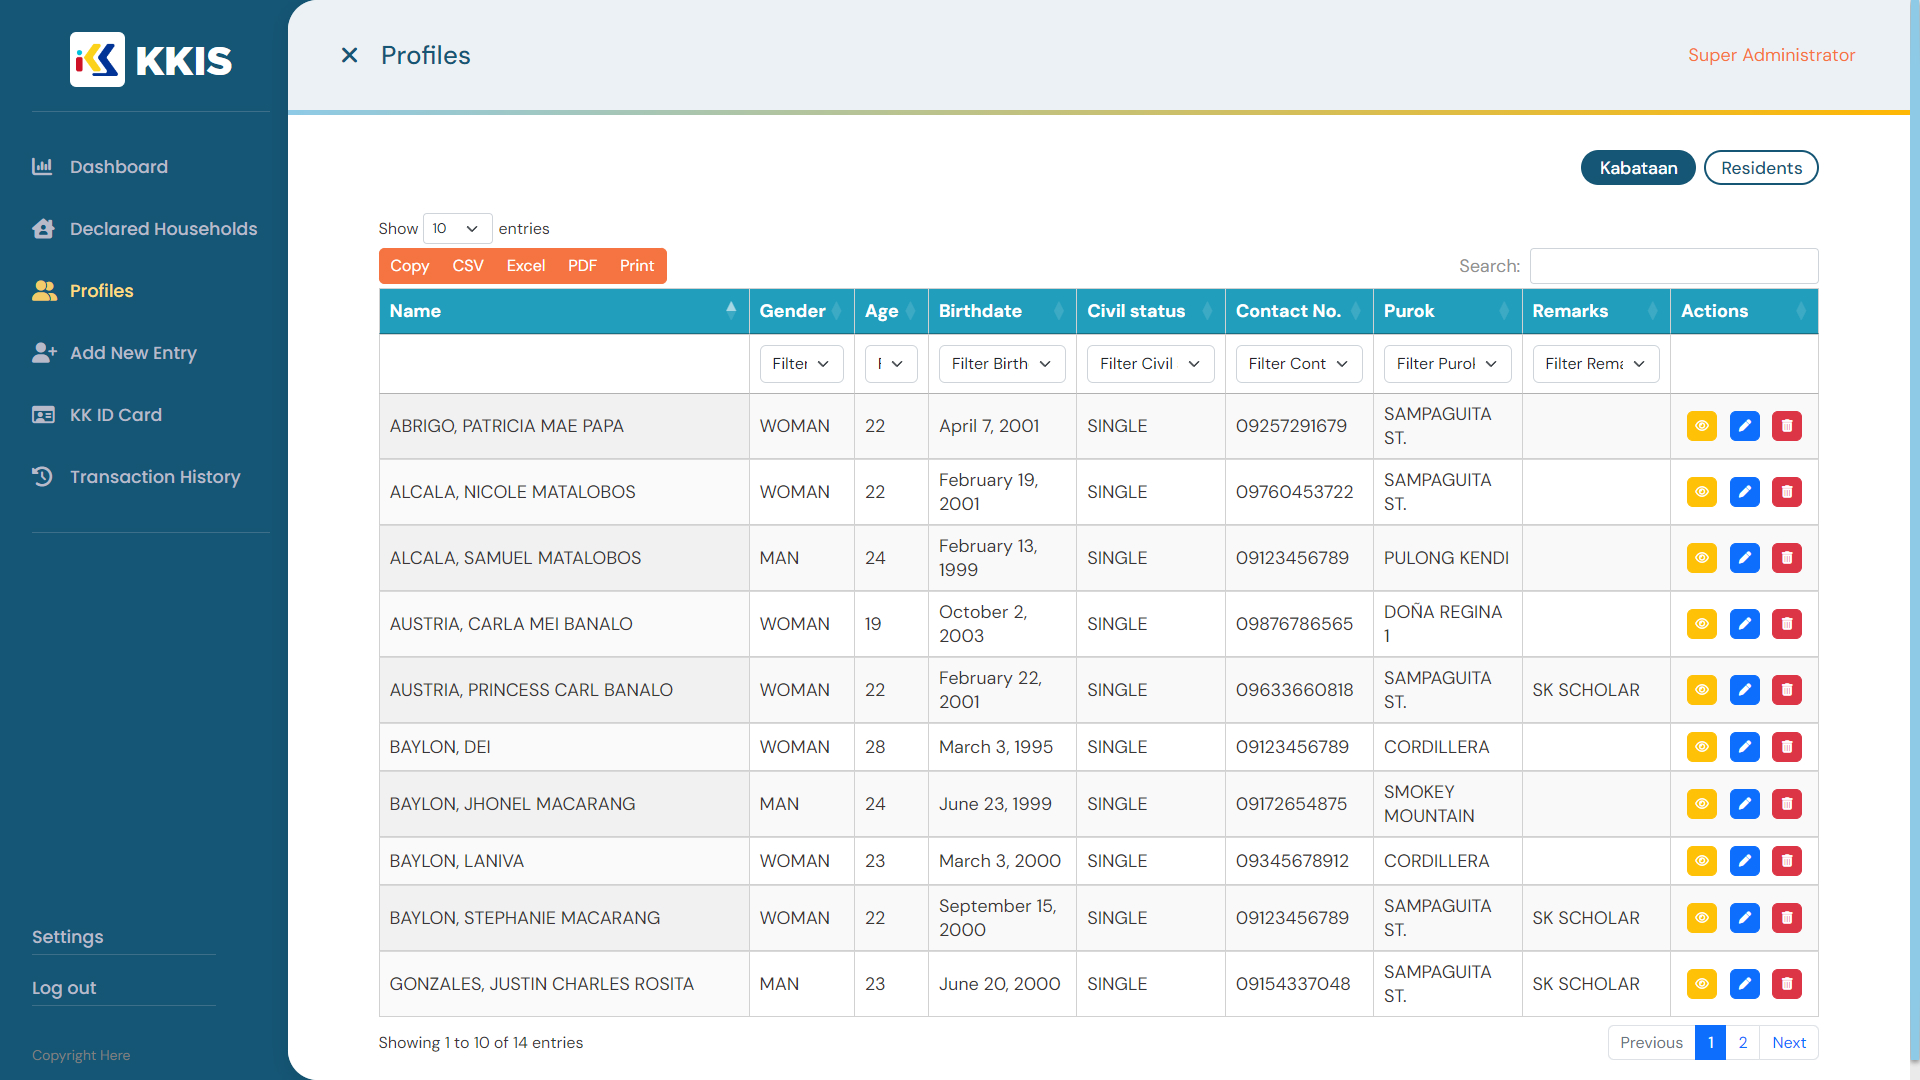 KKIS
Profiles
Super Administrator
Dashboard
Declared Households
Profiles
Add New Entry
KK ID Card
Transaction History
Settings
Log out
Copyright Here
Kabataan Residents
Show 10 entries
Copy CSV Excel PDF Print
Search:
Name Gender Age Birthdate Civil status Contact No. Purok Remarks Actions
Filter Filter Birth Filter Civil Filter Cont Filter Purol Filter Rema
ABRIGO, PATRICIA MAE PAPA WOMAN 22 April 7, 2001 SINGLE 09257291679 SAMPAGUITA ST.
ALCALA, NICOLE MATALOBOS WOMAN 22 February 19, 2001 SINGLE 09760453722 SAMPAGUITA ST.
ALCALA, SAMUEL MATALOBOS MAN 24 February 13, 1999 SINGLE 09123456789 PULONG KENDI
AUSTRIA, CARLA MEI BANALO WOMAN 19 October 2, 2003 SINGLE 09876786565 DOÑA REGINA 1
AUSTRIA, PRINCESS CARL BANALO WOMAN 22 February 22, 2001 SINGLE 09633660818 SAMPAGUITA ST. SK SCHOLAR
BAYLON, DEI WOMAN 28 March 3, 1995 SINGLE 09123456789 CORDILLERA
BAYLON, JHONEL MACARANG MAN 24 June 23, 1999 SINGLE 09172654875 SMOKEY MOUNTAIN
BAYLON, LANIVA WOMAN 23 March 3, 2000 SINGLE 09345678912 CORDILLERA
BAYLON, STEPHANIE MACARANG WOMAN 22 September 15, 2000 SINGLE 09123456789 SAMPAGUITA ST. SK SCHOLAR
GONZALES, JUSTIN CHARLES ROSITA MAN 23 June 20, 2000 SINGLE 09154337048 SAMPAGUITA ST. SK SCHOLAR
Showing 1 to 10 of 14 entries
Previous 1 2 Next